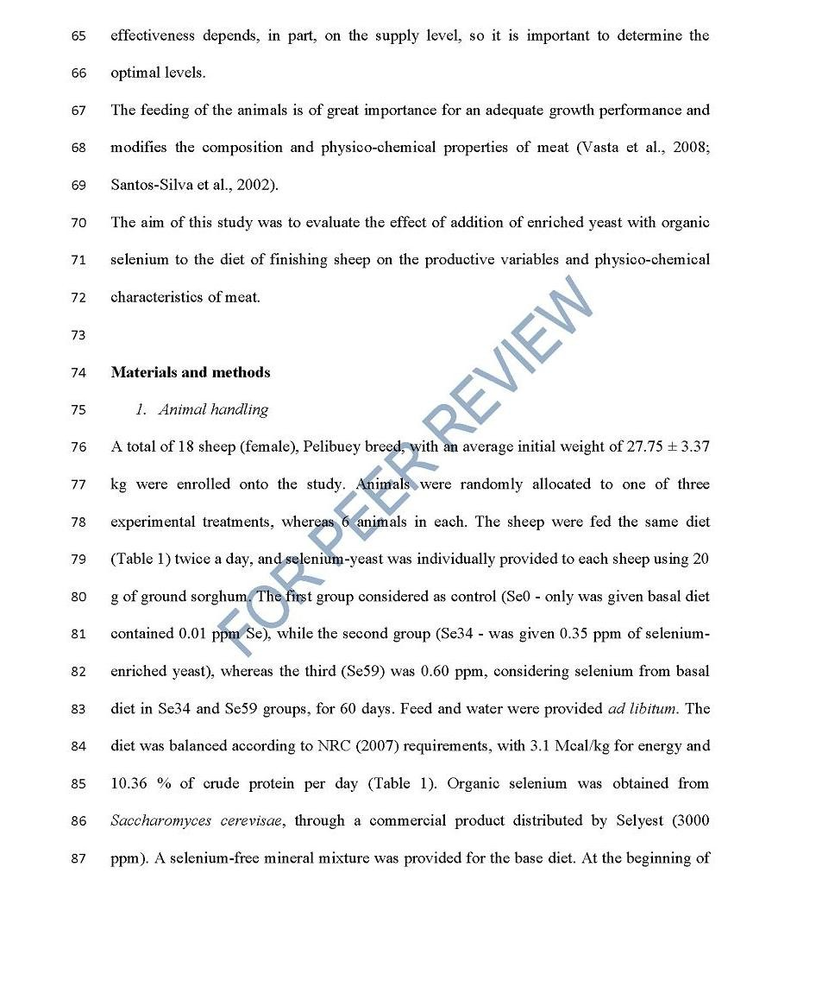 65 effectiveness depends, in part, on the supply level, so it is important to determine the
66 optimal levels.
67 The feeding of the animals is of great importance for an adequate growth performance and
68 modifies the composition and physico-chemical properties of meat (Vasta et al., 2008;
69 Santos-Silva et al., 2002).
70 The aim of this study was to evaluate the effect of addition of enriched yeast with organic
71 selenium to the diet of finishing sheep on the productive variables and physico-chemical
72 characteristics of meat.
73
74 Materials and methods
75 1. Animal handling
76 A total of 18 sheep (female), Pelibuey breed, with an average initial weight of 27.75 ± 3.37
77 kg were enrolled onto the study. Animals were randomly allocated to one of three
78 experimental treatments, whereas 6 animals in each. The sheep were fed the same diet
79 (Table 1) twice a day, and selenium-yeast was individually provided to each sheep using 20
80 g of ground sorghum. The first group considered as control (Se0 - only was given basal diet
81 contained 0.01 ppm Se), while the second group (Se34 - was given 0.35 ppm of selenium-
82 enriched yeast), whereas the third (Se59) was 0.60 ppm, considering selenium from basal
83 diet in Se34 and Se59 groups, for 60 days. Feed and water were provided ad libitum. The
84 diet was balanced according to NRC (2007) requirements, with 3.1 Mcal/kg for energy and
85 10.36 % of crude protein per day (Table 1). Organic selenium was obtained from
86 Saccharomyces cerevisae, through a commercial product distributed by Selyest (3000
87 ppm). A selenium-free mineral mixture was provided for the base diet. At the beginning of
FOR PEER REVIEW